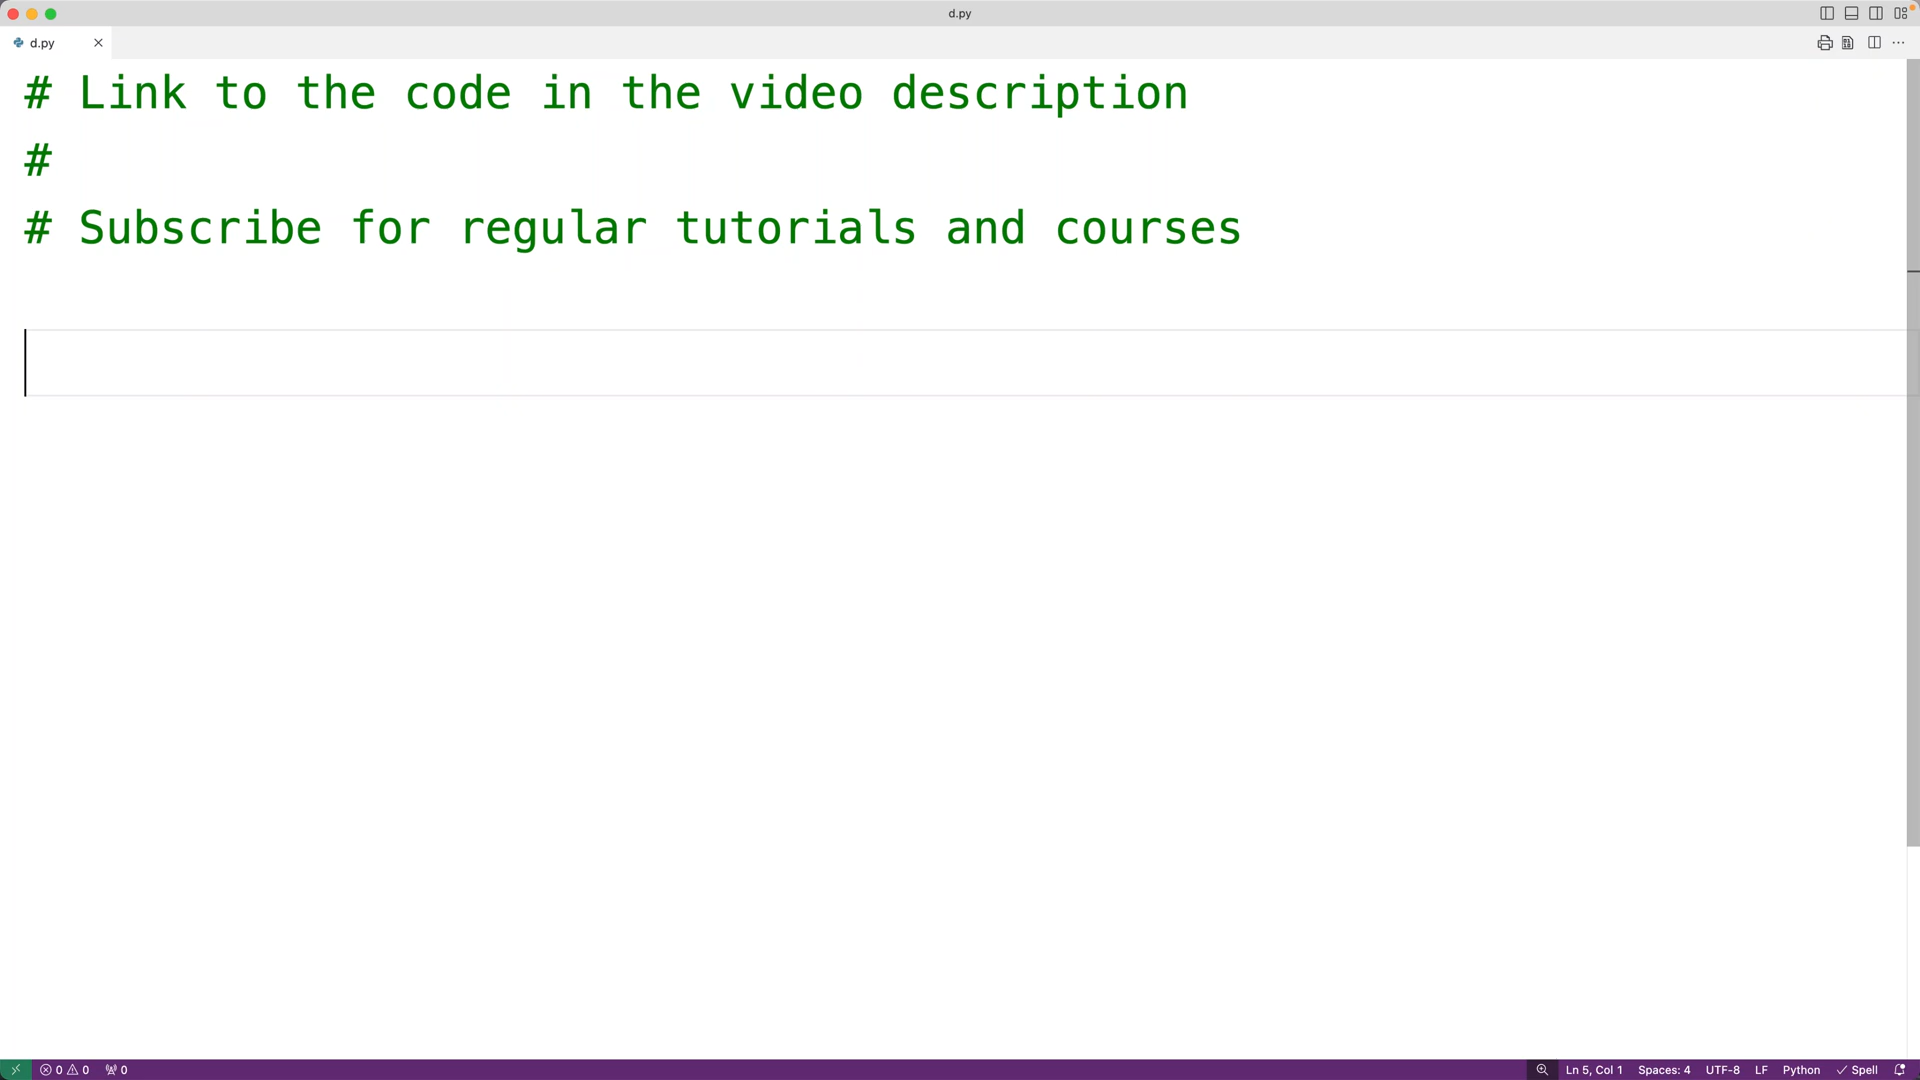 d.py
d.py
# Link to the code in the video description
#
# Subscribe for regular tutorials and courses
0 0 0 Ln 5, Col 1 Spaces: 4 UTF-8 LF Python Spell